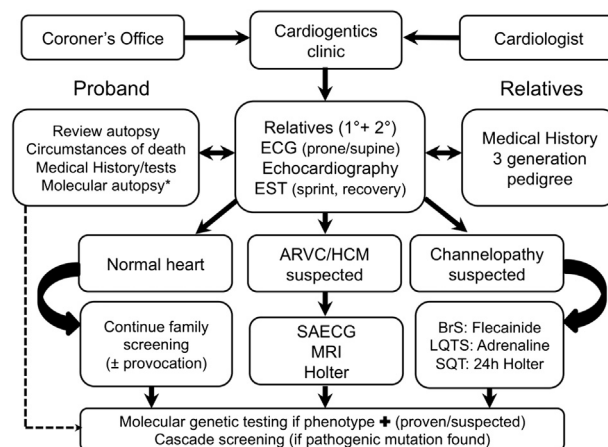 Coroner's Office
Cardiogentics
clinic
Cardiologist
Proband
Relatives
Review autopsy
Circumstances of death
Medical History/tests
Molecular autopsy*
Relatives (1°+ 2°)
ECG (prone/supine)
Echocardiography
EST (sprint, recovery)
Medical History
3 generation
pedigree
Normal heart
ARVC/HCM
suspected
Channelopathy
suspected
Continue family
screening
(± provocation)
SAECG
MRI
Holter
BrS: Flecainide
LQTS: Adrenaline
SQT: 24h Holter
Molecular genetic testing if phenotype + (proven/suspected)
Cascade screening (if pathogenic mutation found)